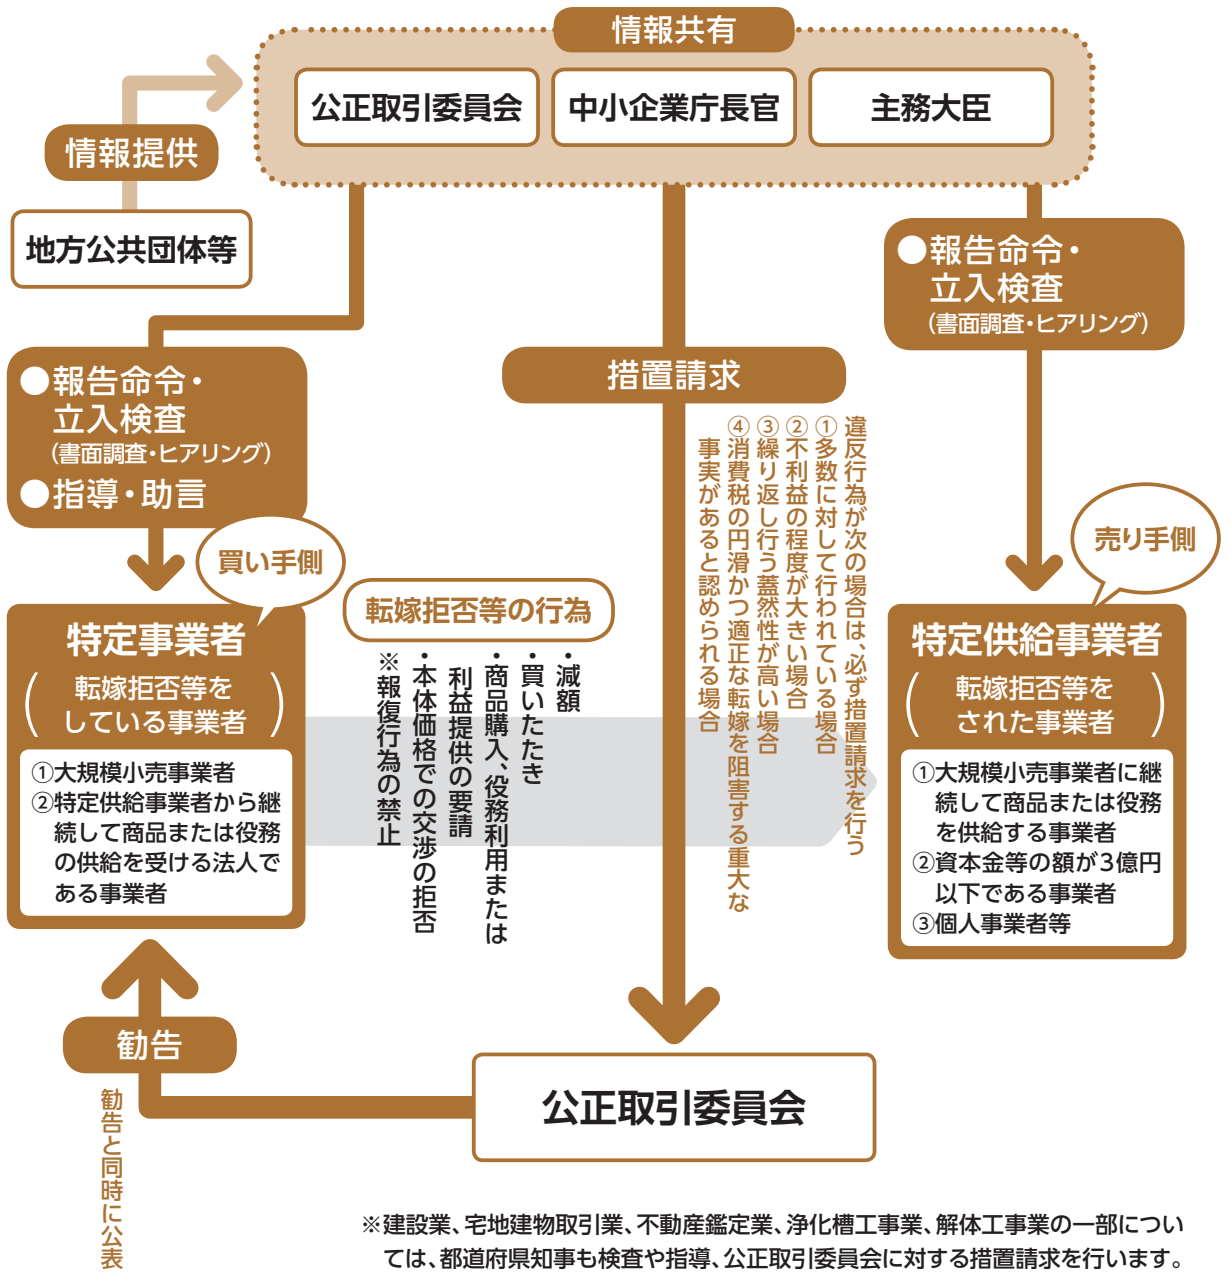 情報共有
公正取引委員会
中小企業庁長官
主務大臣
情報提供
地方公共団体等
●報告命令・
立入検査
(書面調査・ヒアリング)
●指導・助言
措置請求
●報告命令・
立入検査
(書面調査・ヒアリング)
違反行為が次の場合は、必ず措置請求を行う
①多数に対して行われている場合
②不利益の程度が大きい場合
③繰り返し行う蓋然性が高い場合
④消費税の円滑かつ適正な転嫁を阻害する重大な
事実があると認められる場合
買い手側
特定事業者
(転嫁拒否等を
している事業者)
①大規模小売事業者
②特定供給事業者から継
続して商品または役務
の供給を受ける法人で
ある事業者
転嫁拒否等の行為
・減額
・買いたたき
・商品購入、役務利用または
利益提供の要請
・本体価格での交渉の拒否
※報復行為の禁止
売り手側
特定供給事業者
(転嫁拒否等を
された事業者)
①大規模小売事業者に継
続して商品または役務
を供給する事業者
②資本金等の額が3億円
以下である事業者
③個人事業者等
勧告
勧告と同時に公表
公正取引委員会
※建設業、宅地建物取引業、不動産鑑定業、浄化槽工事業、解体工事業の一部につい
ては、都道府県知事も検査や指導、公正取引委員会に対する措置請求を行います。